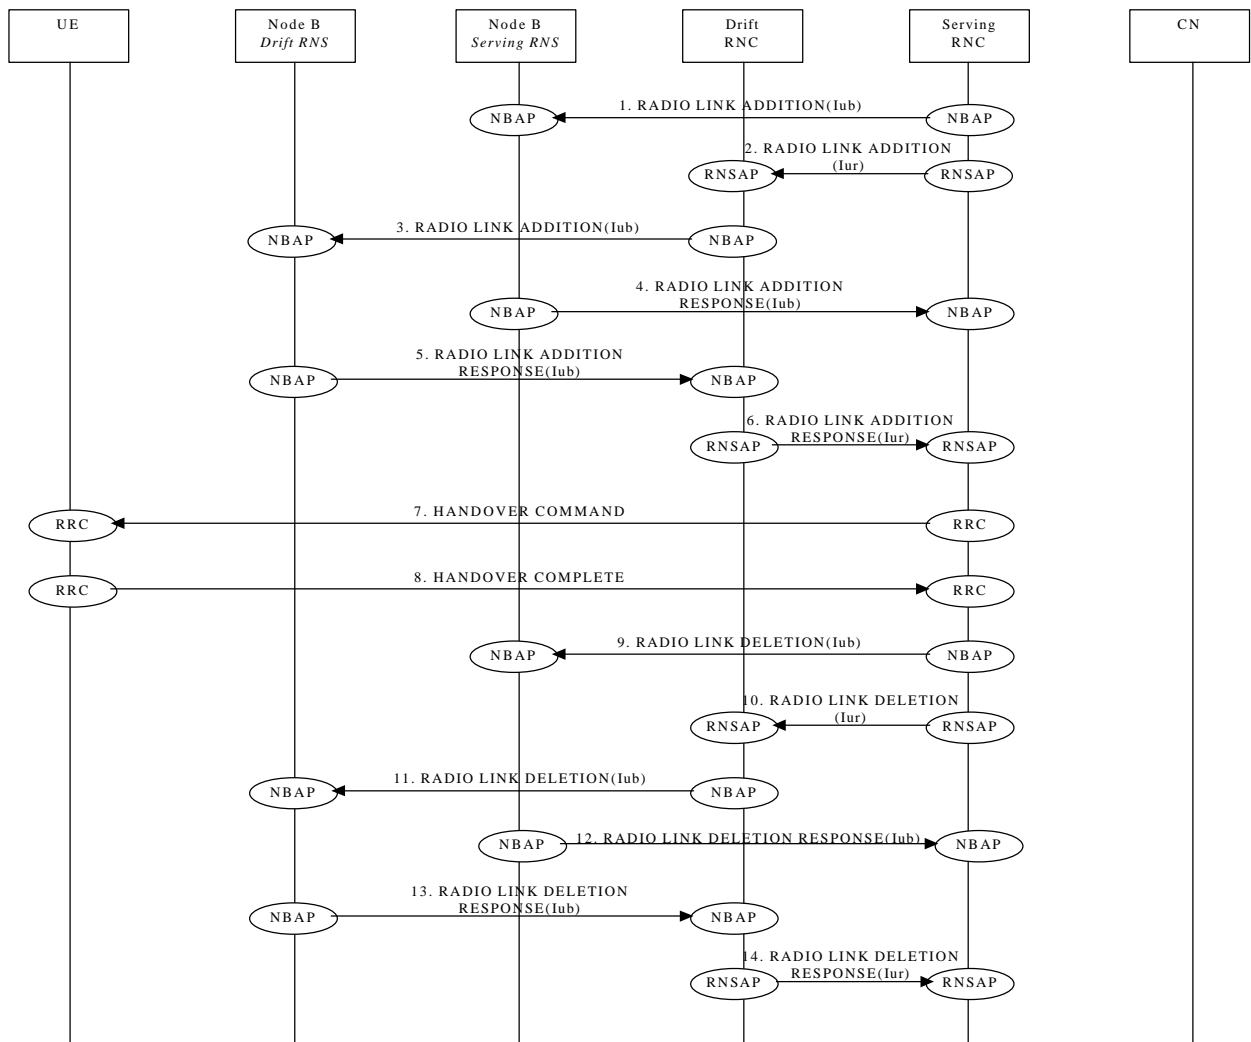 UE
Node B
Drift RNS
Node B
Serving RNS
Drift
RNC
Serving
RNC
CN
1. RADIO LINK ADDITION(Iub)
NBAP
NBAP
2. RADIO LINK ADDITION
(Iur)
RNSAP
RNSAP
3. RADIO LINK ADDITION(Iub)
NBAP
NBAP
4. RADIO LINK ADDITION
RESPONSE(Iub)
NBAP
NBAP
5. RADIO LINK ADDITION
RESPONSE(Iub)
NBAP
NBAP
6. RADIO LINK ADDITION
RESPONSE(Iur)
RNSAP
RNSAP
7. HANDOVER COMMAND
RRC
RRC
8. HANDOVER COMPLETE
RRC
RRC
9. RADIO LINK DELETION(Iub)
NBAP
NBAP
10. RADIO LINK DELETION
(Iur)
RNSAP
RNSAP
11. RADIO LINK DELETION(Iub)
NBAP
NBAP
12. RADIO LINK DELETION RESPONSE(Iub)
NBAP
NBAP
13. RADIO LINK DELETION
RESPONSE(Iub)
NBAP
NBAP
14. RADIO LINK DELETION
RESPONSE(Iur)
RNSAP
RNSAP